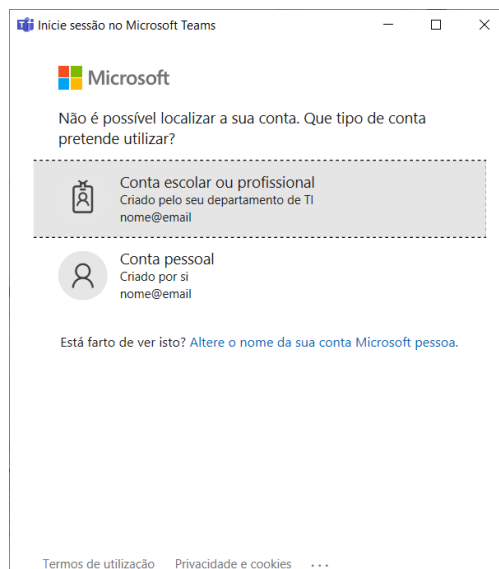 Inicie sessão no Microsoft Teams
Microsoft
Não é possível localizar a sua conta. Que tipo de conta
pretende utilizar?
Conta escolar ou profissional
Criado pelo seu departamento de TI
nome@email
Conta pessoal
Criado por si
nome@email
Está farto de ver isto? Altere o nome da sua conta Microsoft pessoa.
Termos de utilização Privacidade e cookies ...